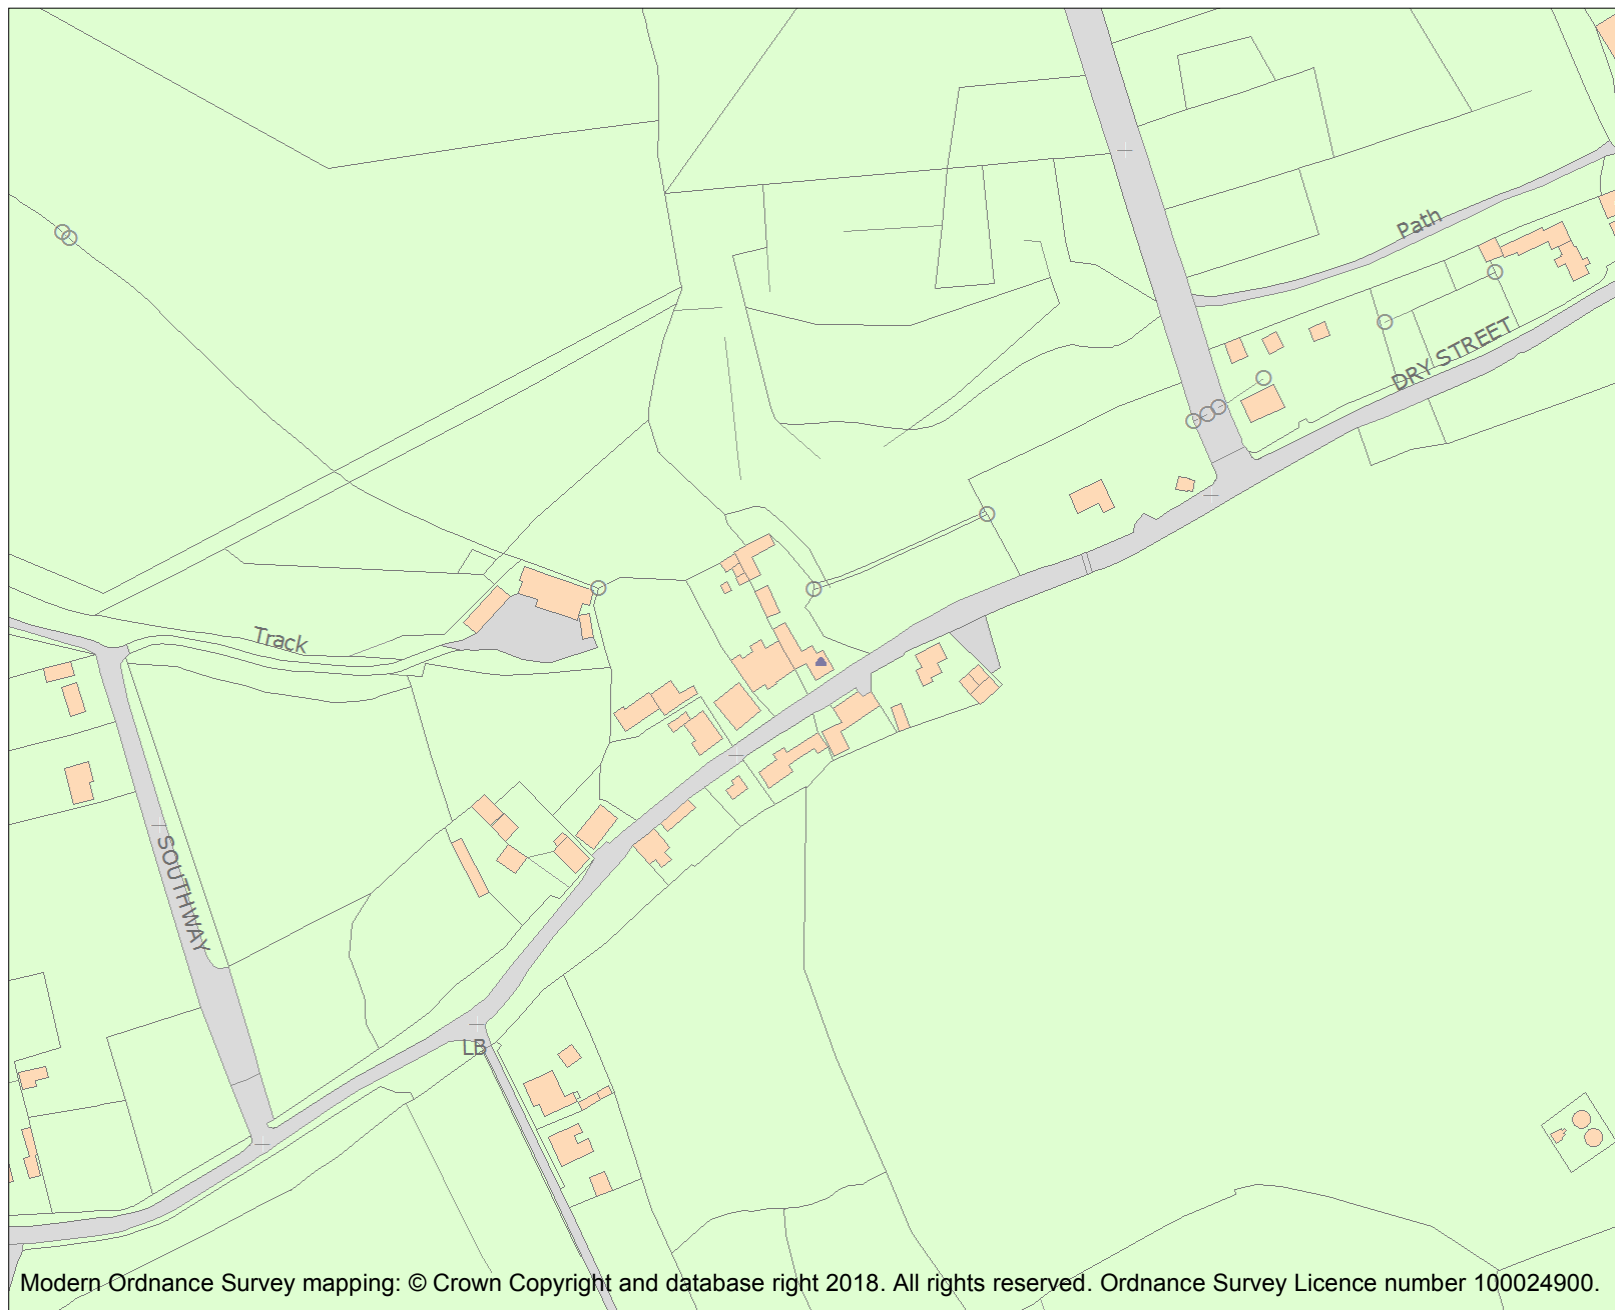 Path
DRY STREET
Track
SOUTHWAY
LB
Modern Ordnance Survey mapping: © Crown Copyright and database right 2018. All rights reserved. Ordnance Survey Licence number 100024900.